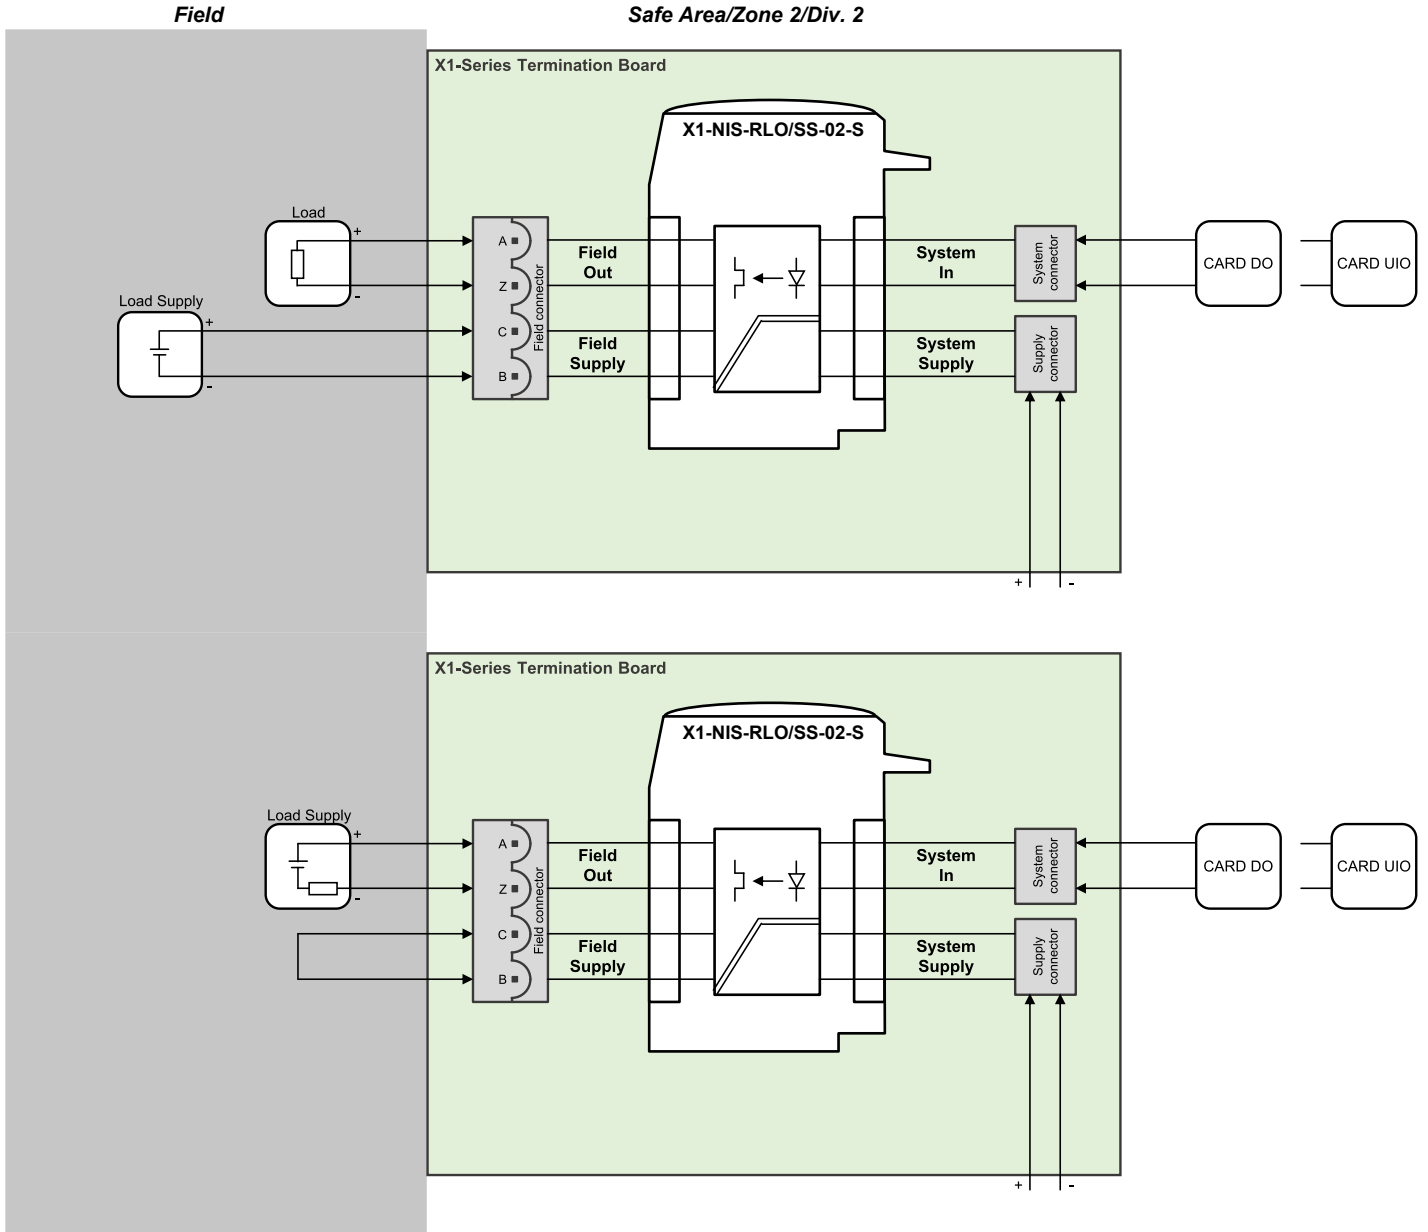 Field
Safe Area/Zone 2/Div. 2
X1-Series Termination Board
X1-NIS-RLO/SS-02-S
Load
+
-
Load Supply
+
-
A
Z
C
B
Field connector
Field
Out
Field
Supply
System
In
System
Supply
System
connector
Supply
connector
CARD DO
CARD UIO
+
-
X1-Series Termination Board
X1-NIS-RLO/SS-02-S
Load Supply
+
-
A
Z
C
B
Field connector
Field
Out
Field
Supply
System
In
System
Supply
System
connector
Supply
connector
CARD DO
CARD UIO
+
-